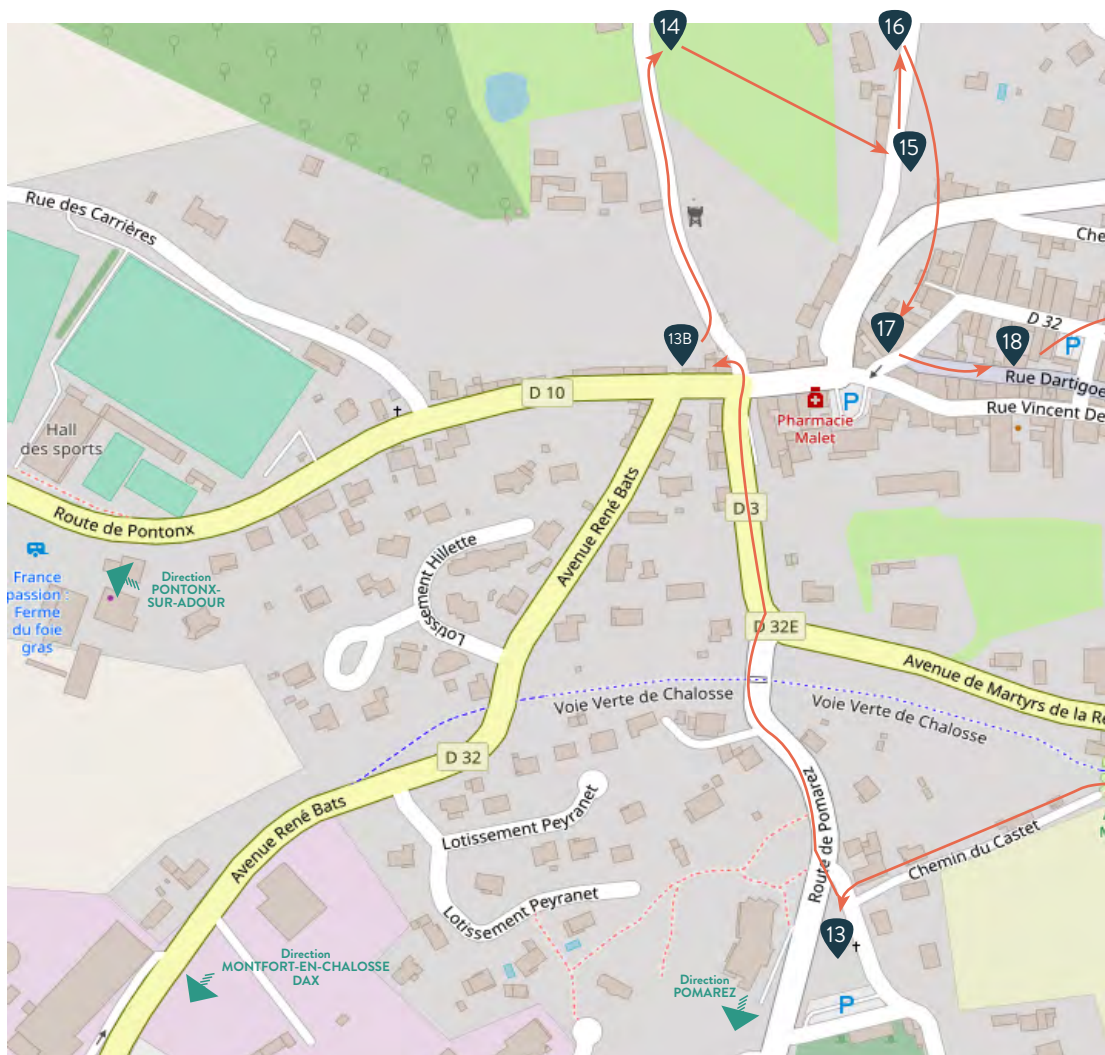 14
16
15
Rue des Carrières
Che
17
D 32
13B
18
P
Rue Dartigoe
D 10
P
Rue Vincent De
Pharmacie
Malet
Hall
des sports
Route de Pontonx
D 3
Avenue René Bats
Lotissement Hillette
France
passion :
Ferme
du foie
gras
Direction
PONTONX-
SUR-ADOUR
D 32E
Avenue de Martyrs de la Re
Voie Verte de Chalosse
Voie Verte de Chalosse
D 32
Avenue René Bats
Lotissement Peyranet
Route de Pomarez
Chemin du Castet
Lotissement Peyranet
13
Direction
MONTFORT-EN-CHALOSSE
DAX
Direction
POMAREZ
P